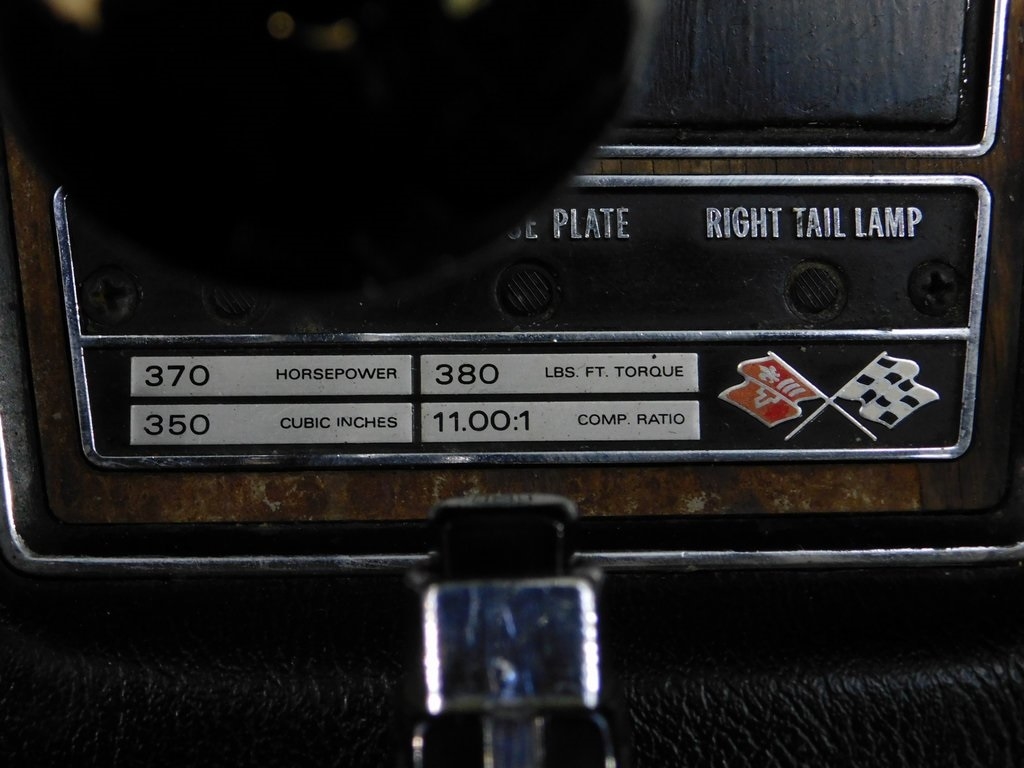 PLATE RIGHT TAIL LAMP
370 HORSEPOWER 380 LBS. FT. TORQUE
350 CUBIC INCHES 11.00:1 COMP. RATIO